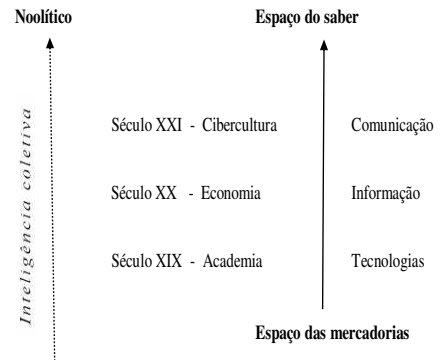 Noolítico Espaço do saber
Inteligência coletiva
Século XXI - Cibercultura Comunicação
Século XX - Economia Informação
Século XIX - Academia Tecnologias
Espaço das mercadorias